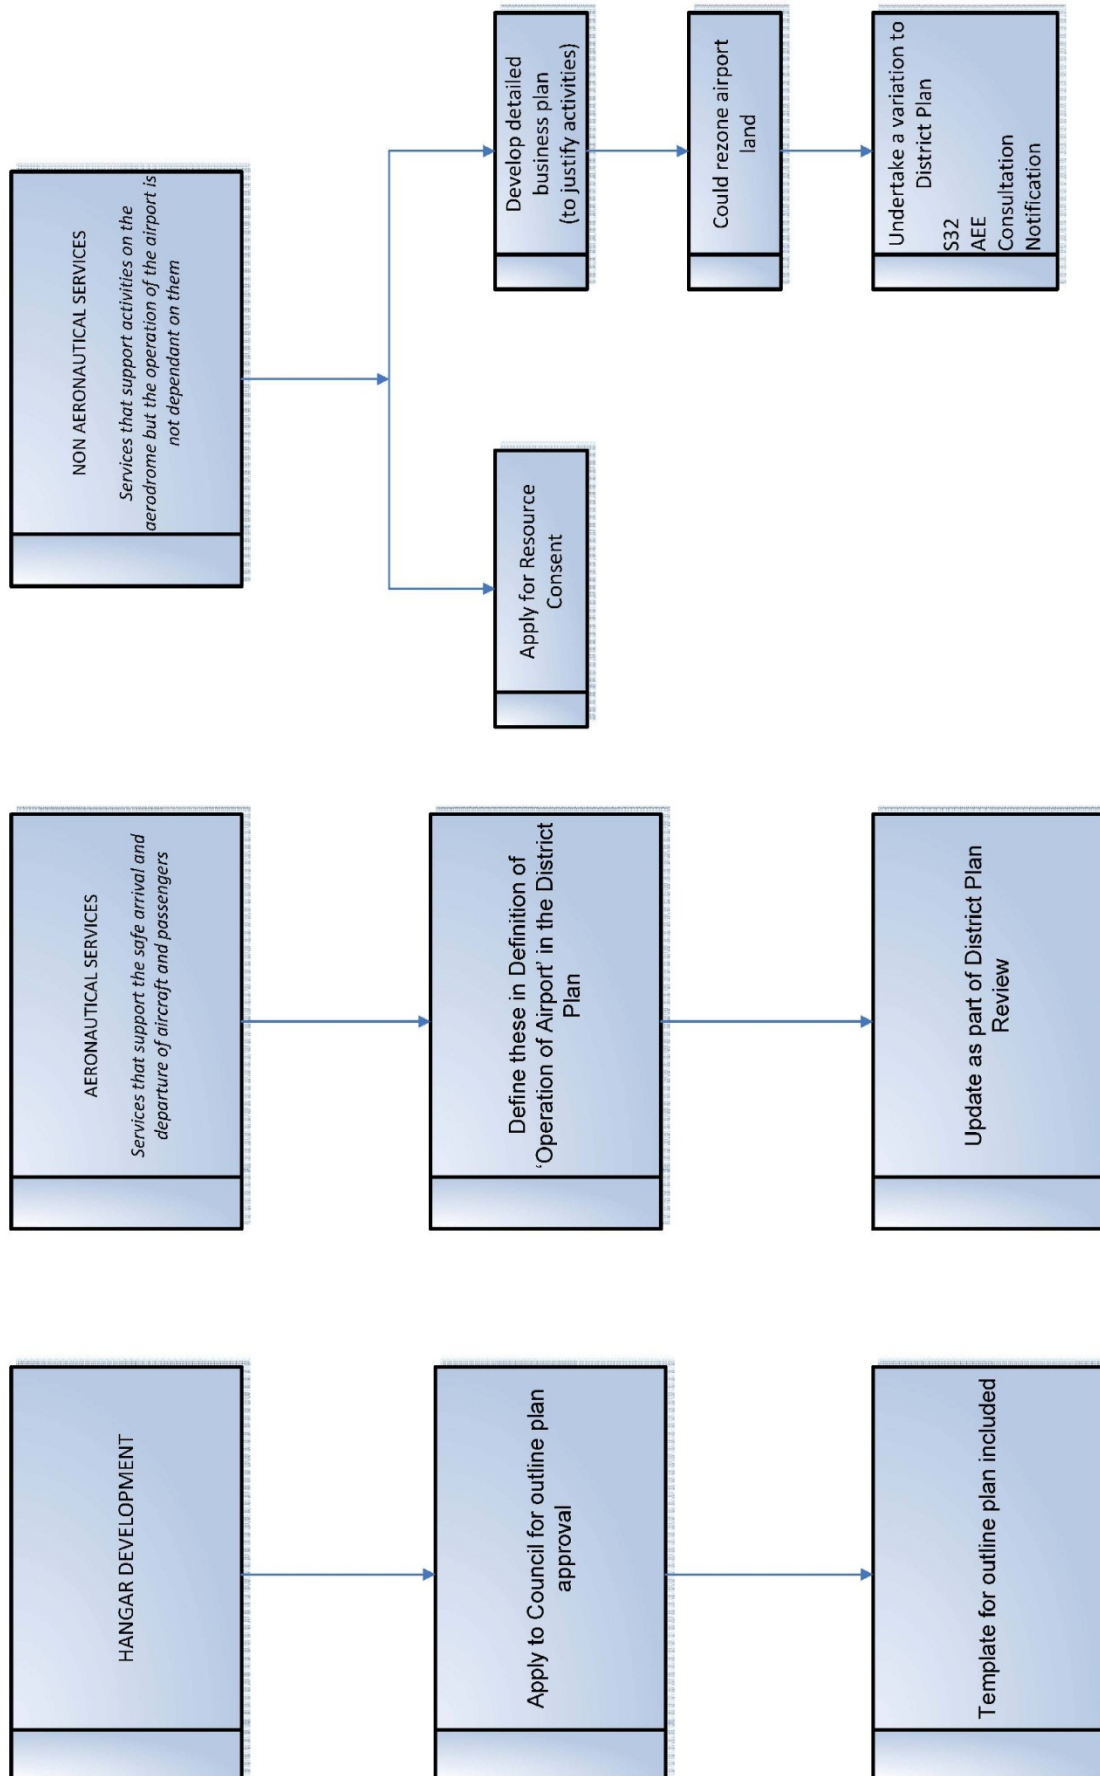 HANGAR DEVELOPMENT
Apply to Council for outline plan
approval
Template for outline plan included
AERONAUTICAL SERVICES
Services that support the safe arrival and
departure of aircraft and passengers
Define these in Definition of
‘Operation of Airport’ in the District
Plan
Update as part of District Plan
Review
NON AERONAUTICAL SERVICES
Services that support activities on the
aerodrome but the operation of the airport is
not dependant on them
Apply for Resource
Consent
Develop detailed
business plan
(to justify activities)
Could rezone airport
land
Undertake a variation to
District Plan
S32
AEE
Consultation
Notification